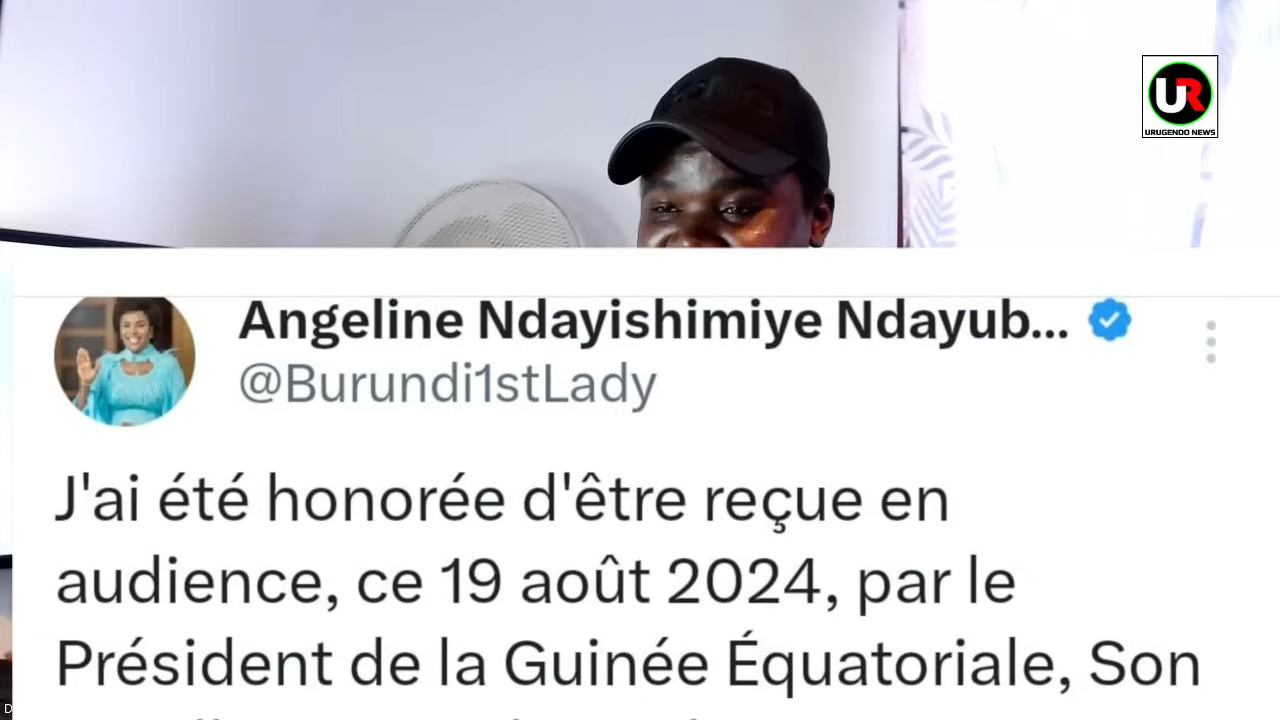 UR
URUGENDO NEWS
Angeline Ndayishimiye Ndayub...
@Burundi1stLady
J'ai été honorée d'être reçue en
audience, ce 19 août 2024, par le
Président de la Guinée Équatoriale, Son
D